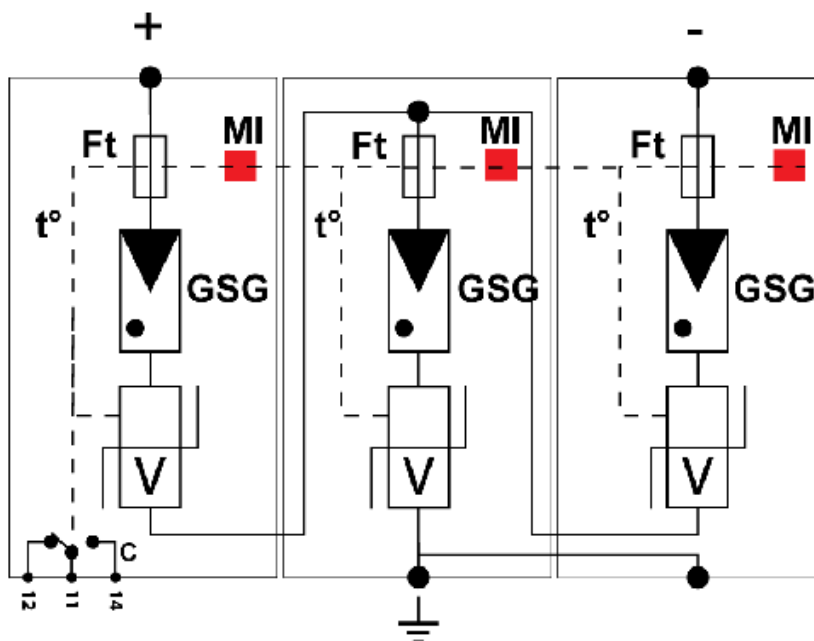 + -
Ft MI Ft MI Ft MI
t° t° t°
GSG GSG GSG
V V V
C
12 11 14